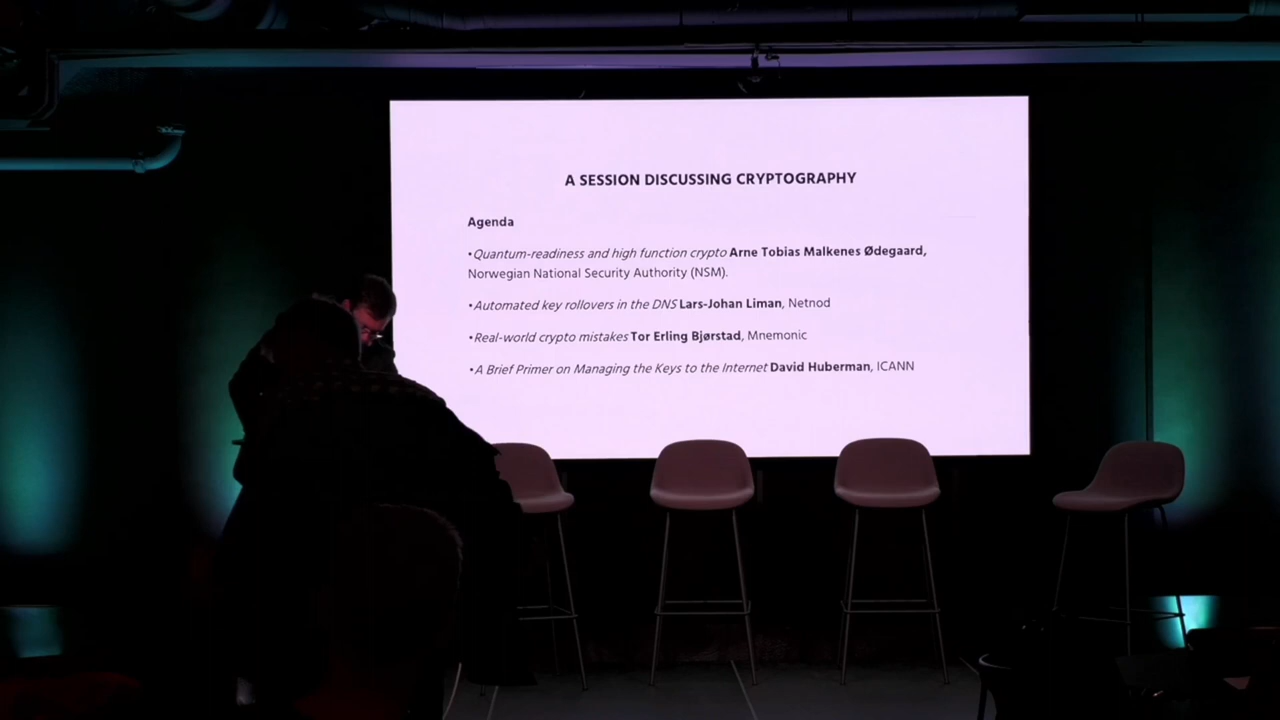 A SESSION DISCUSSING CRYPTOGRAPHY
Agenda
•Quantum-readiness and high function crypto Arne Tobias Malkenes Ødegaard,
Norwegian National Security Authority (NSM).
•Automated key rollovers in the DNS Lars-Johan Liman, Netnod
•Real-world crypto mistakes Tor Erling Bjørstad, Mnemonic
•A Brief Primer on Managing the Keys to the Internet David Huberman, ICANN